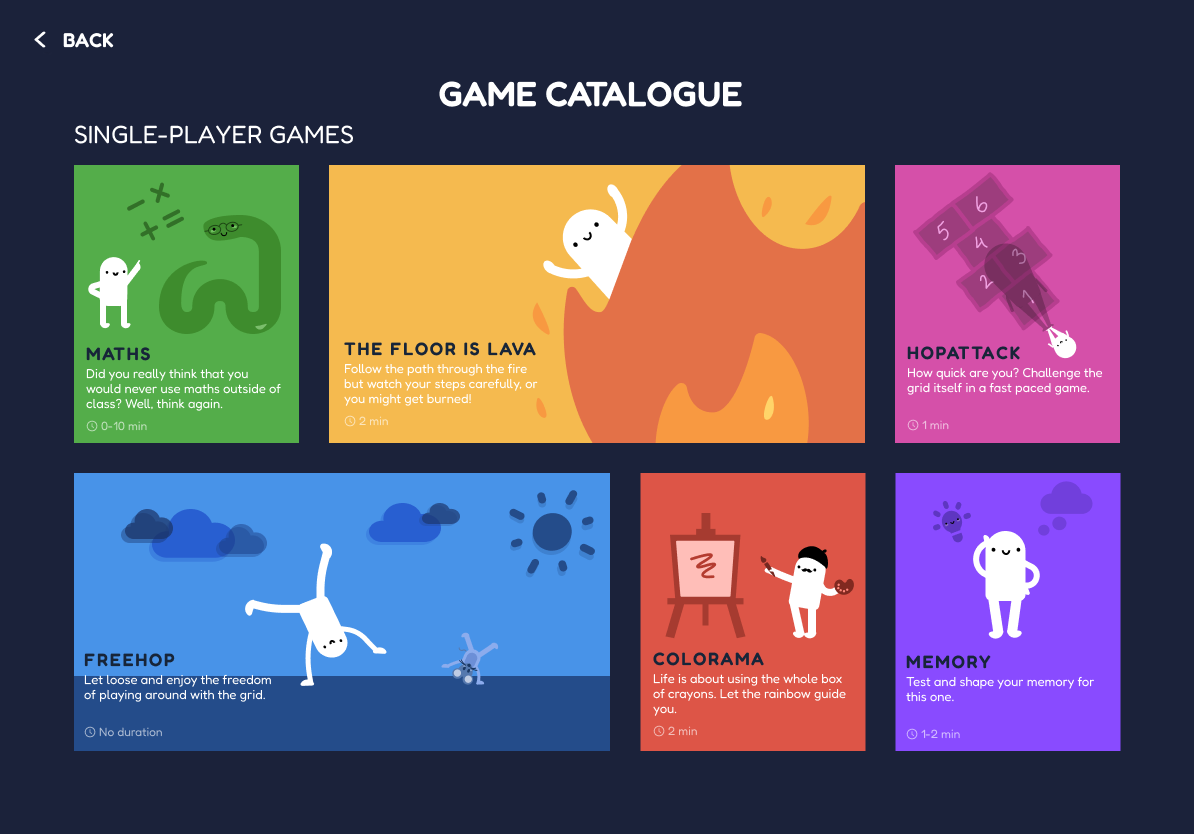 BACK
GAME CATALOGUE
SINGLE-PLAYER GAMES
MATHS
Did you really think that you
would never use maths outside of
class? Well, think again.
0-10 min
THE FLOOR IS LAVA
Follow the path through the fire
but watch your steps carefully, or
you might get burned!
2 min
5
6
4
3
2
1
HOPATTACK
How quick are you? Challenge the
grid itself in a fast paced game.
1 min
FREEHOP
Let loose and enjoy the freedom
of playing around with the grid.
No duration
COLORAMA
Life is about using the whole box
of crayons. Let the rainbow guide
you.
2 min
MEMORY
Test and shape your memory for
this one.
1-2 min